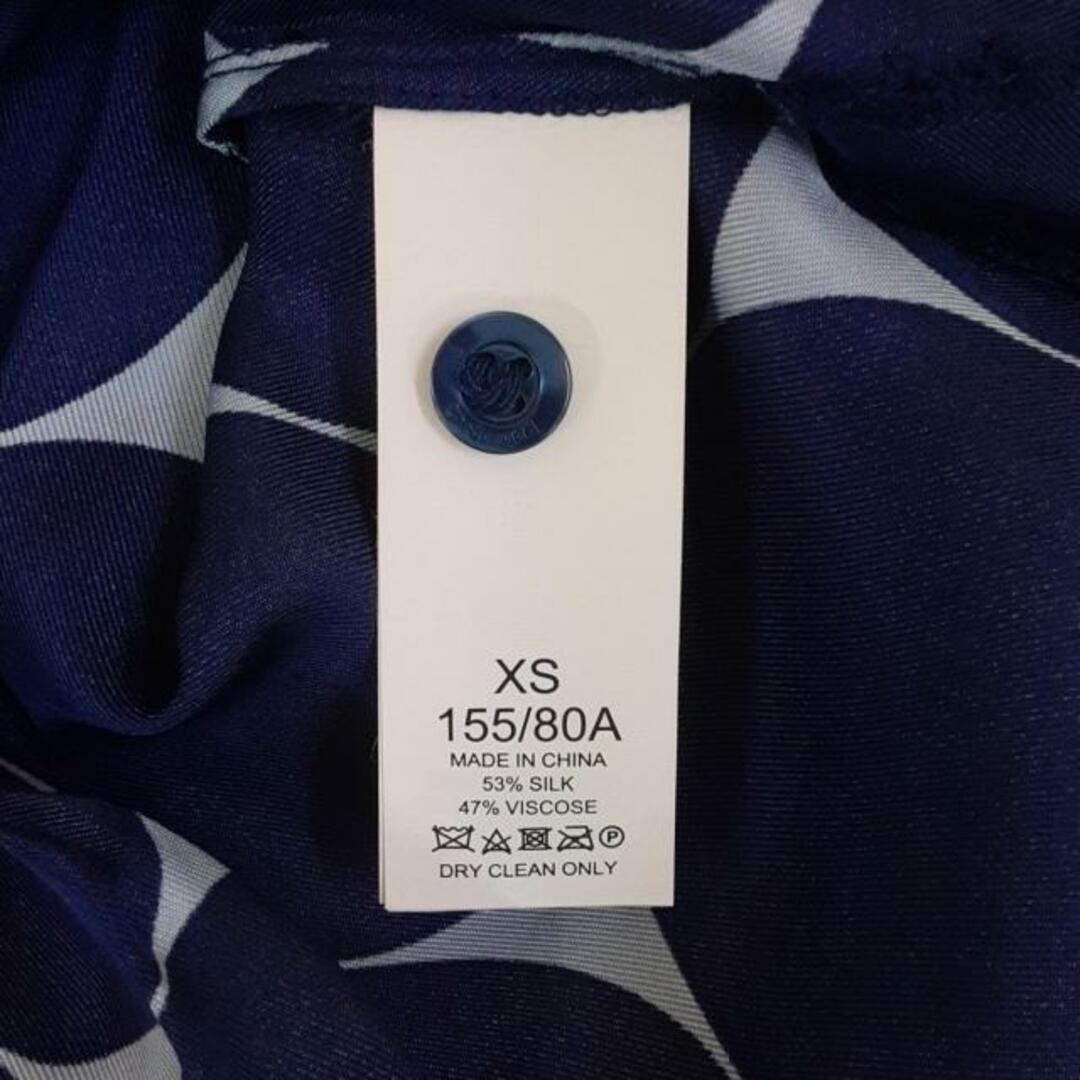 XS
155/80A
MADE IN CHINA
53% SILK
47% VISCOSE
P
DRY CLEAN ONLY